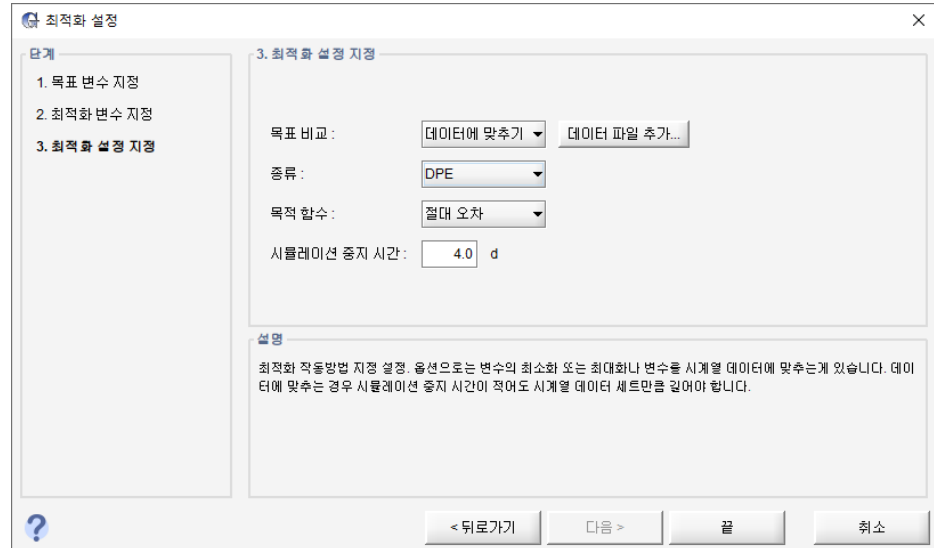 최적화 설정
단계
1. 목표 변수 지정
2. 최적화 변수 지정
3. 최적화 설정 지정
3. 최적화 설정 지정
목표 비교 : 데이터에 맞추기 데이터 파일 추가...
종류 : DPE
목적 함수 : 절대 오차
시뮬레이션 중지 시간 : 4.0 d
설명
최적화 작동방법 지정 설정. 옵션으로는 변수의 최소화 또는 최대화나 변수를 시계열 데이터에 맞추는게 있습니다. 데이
터에 맞추는 경우 시뮬레이션 중지 시간이 적어도 시계열 데이터 세트만큼 길어야 합니다.
?
< 뒤로가기 다음 > 끝 취소